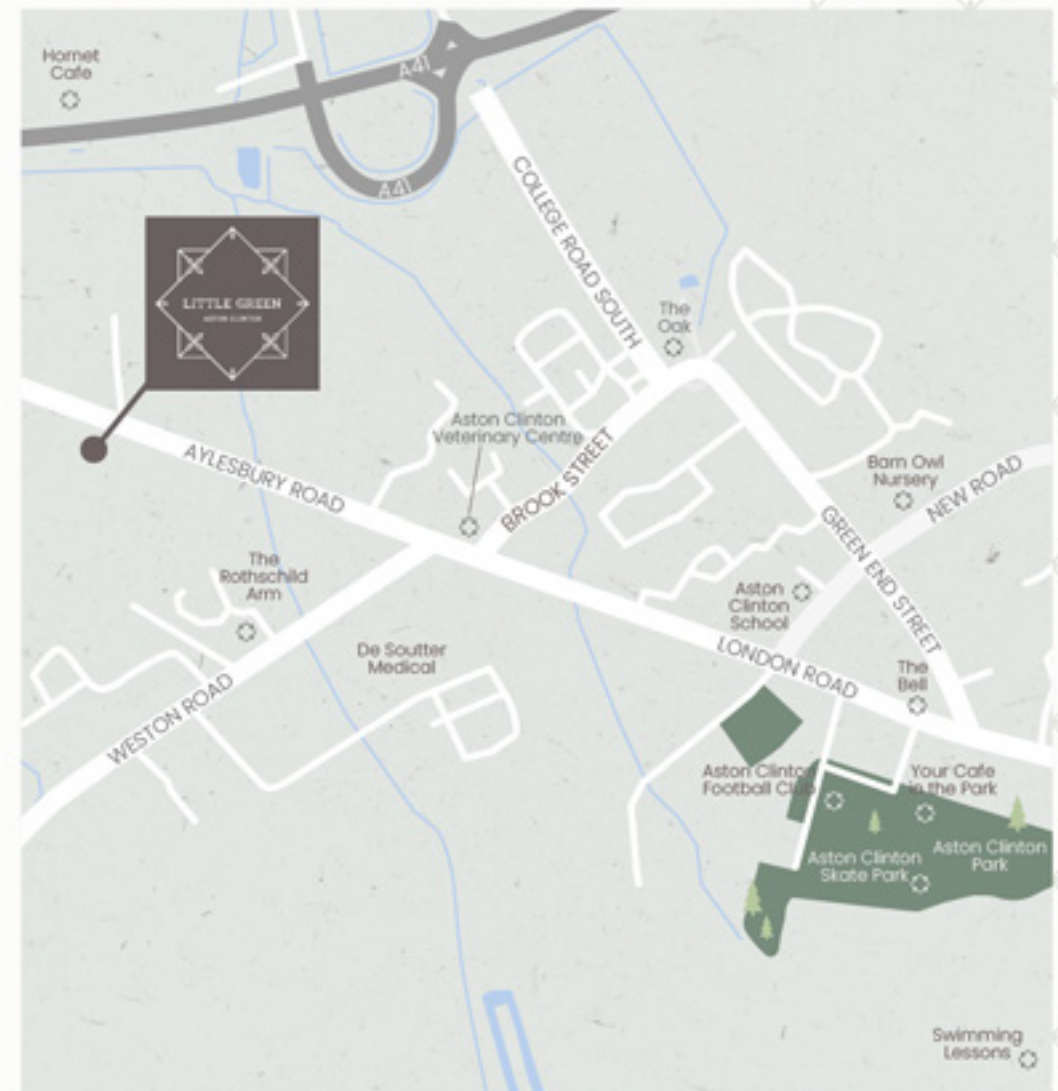 Hornet
Cafe
A41
A41
COLLEGE ROAD SOUTH
LITTLE GREEN
ASTON CLINTON
The
Oak
Aston Clinton
Veterinary Centre
AYLESBURY ROAD
BROOK STREET
Barn Owl
Nursery
NEW ROAD
GREEN END STREET
The
Rothschild
Arm
Aston
Clinton
School
De Soutter
Medical
LONDON ROAD
The
Bell
WESTON ROAD
Aston Clinton
Football Club
Your Cafe
in the Park
Aston Clinton
Skate Park
Aston Clinton
Park
Swimming
Lessons